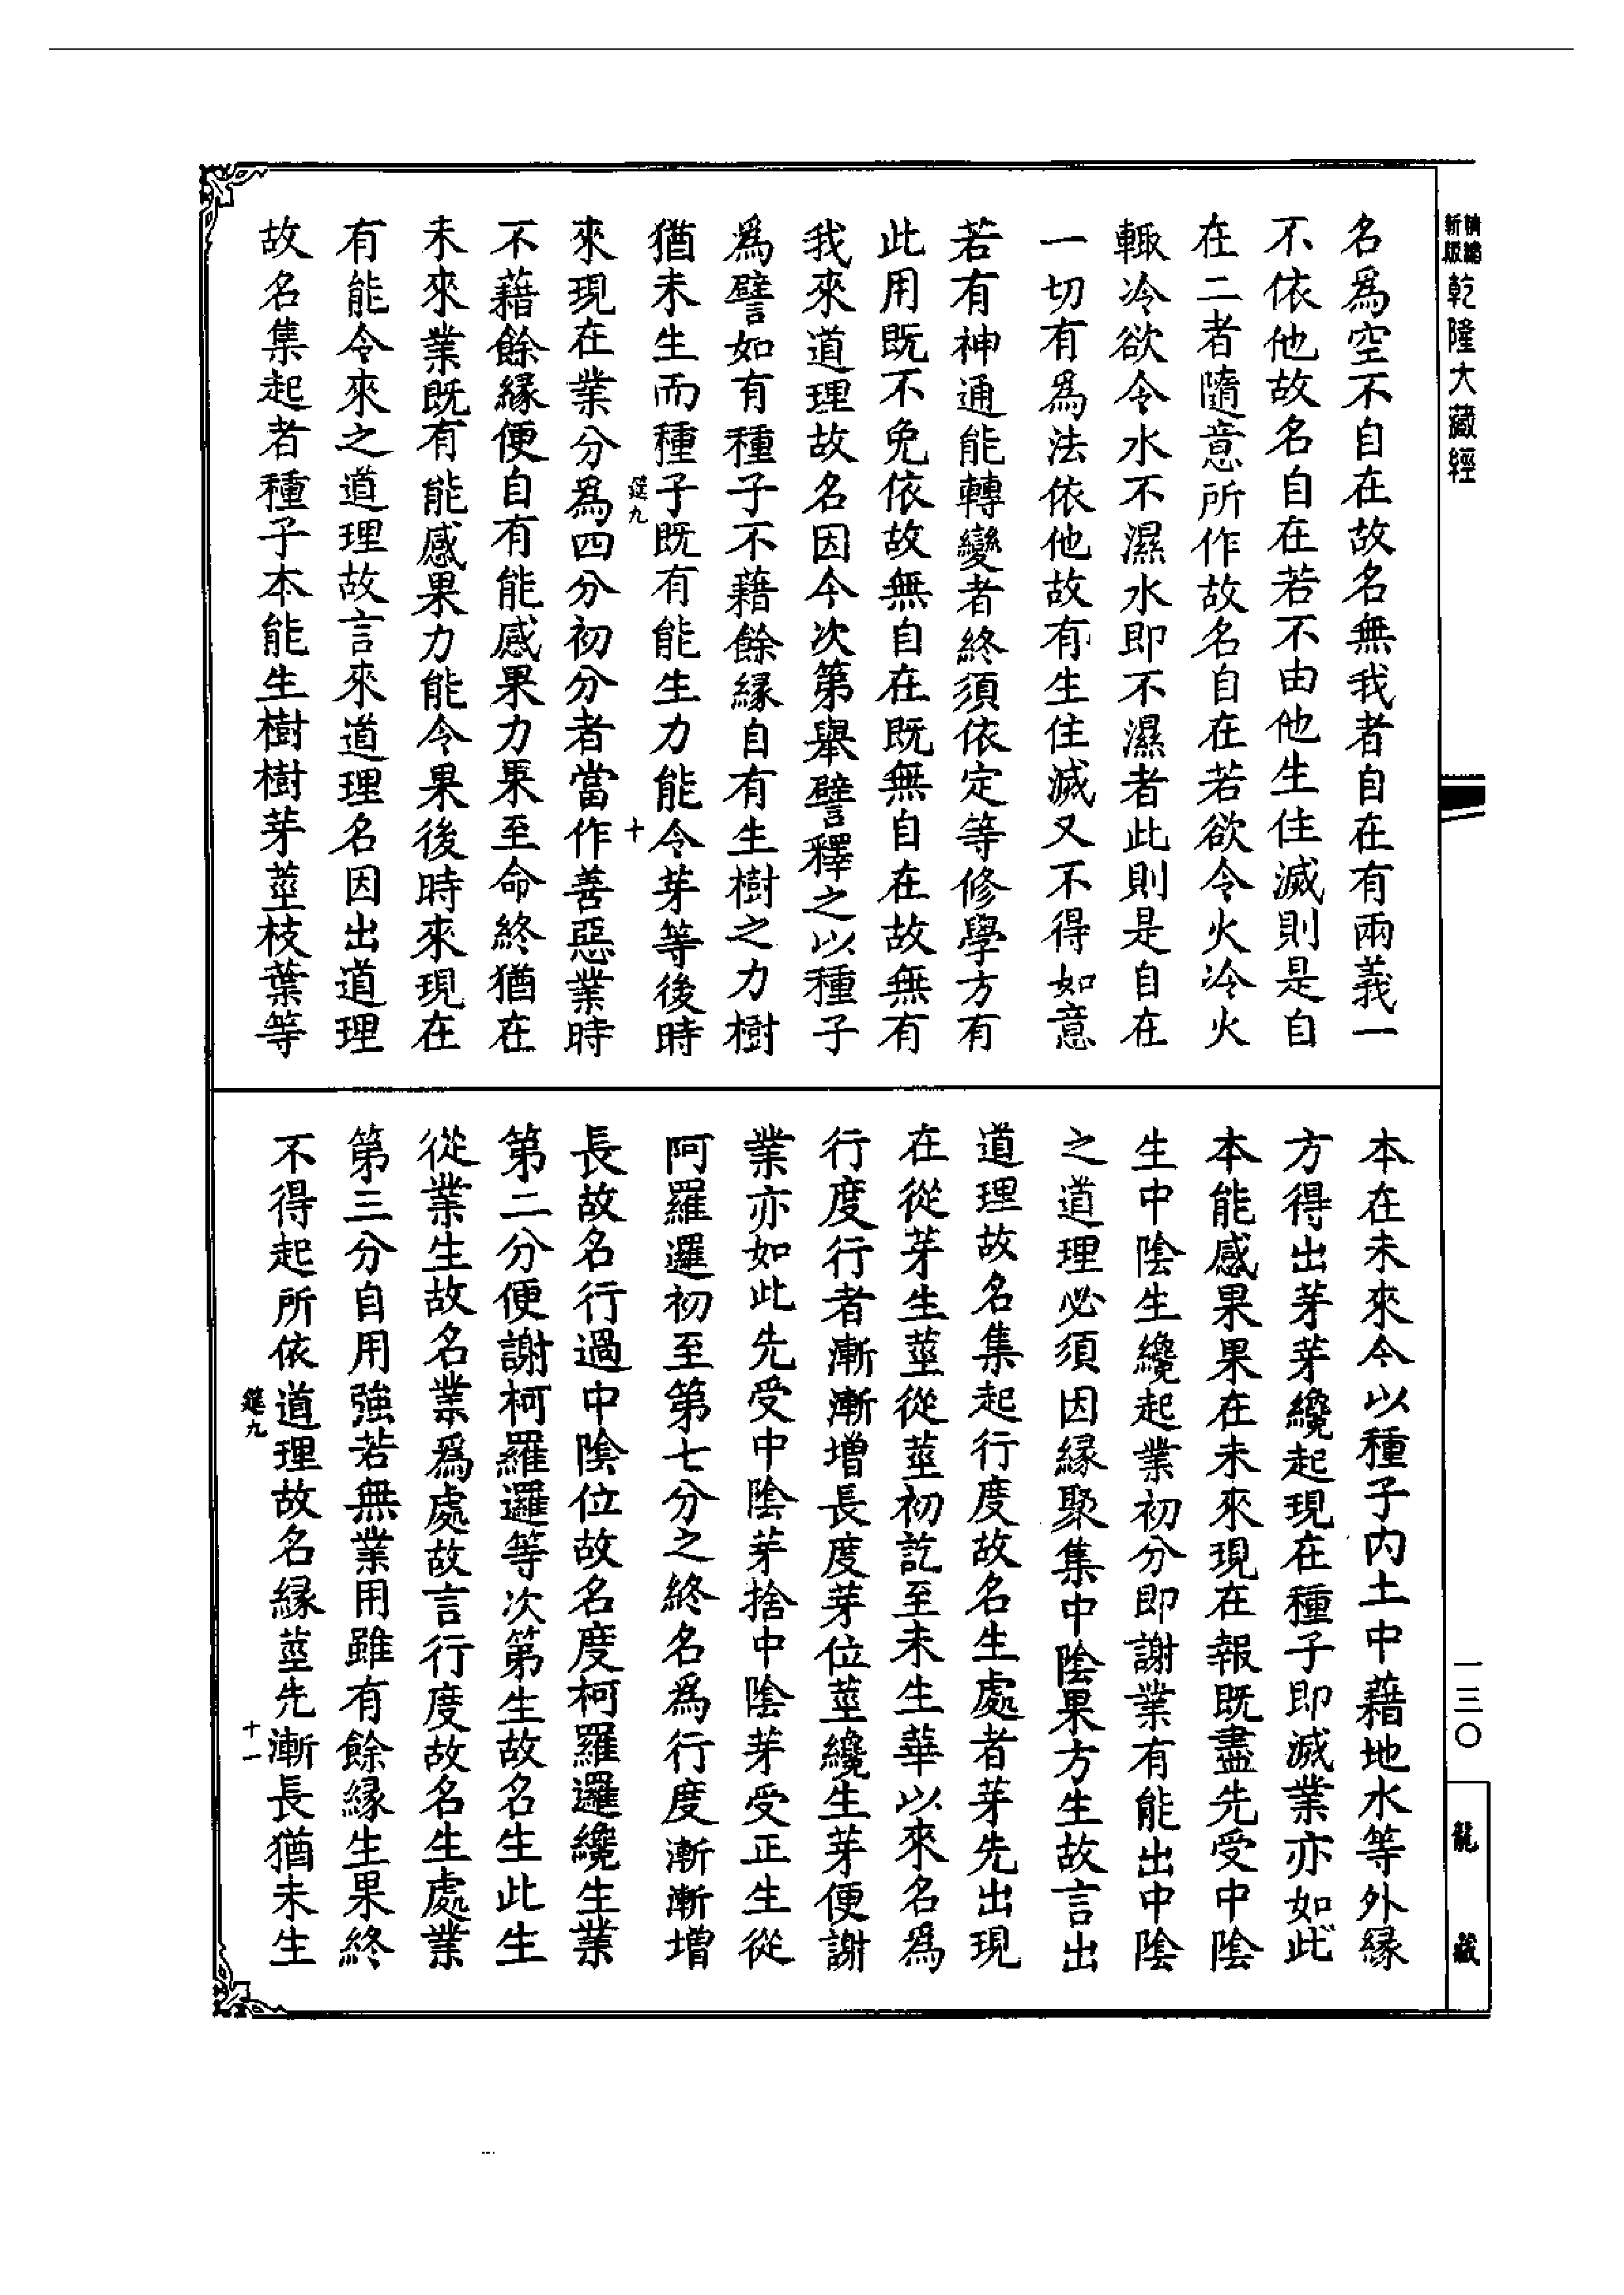 新編
新版
乾隆大藏經
名爲空不自在故名無我者自在有兩義一
不依他故名自在若不由他生住滅則是自
在二者隨意所作故名自在若欲令火冷火
輙冷欲令水不濕水即不濕者此則是自在
一切有爲法依他故有生住滅又不得如意
若有神通能轉變者終須依定等修學方有
此用既不免依故無自在既無自在故無有
我來道理故名因今次第舉譬釋之以種子
爲譬如有種子不藉餘緣自有生樹之力樹
猶未生而種子既有能生力能令芽等後時
筵九
十
來現在業分爲四分初分者當作善惡業時
不藉餘緣便自有能感果力果至命終猶在
未來業既有能感果力能令果後時來現在
有能令來之道理故言來道理名因出道理
故名集起者種子本能生樹樹芽莖枝葉等
本在未來今以種子內土中藉地水等外緣
方得出芽芽纔起現在種子即滅業亦如此
本能感果果在未來現在報既盡先受中陰
生中陰生纔起業初分即謝業有能出中陰
之道理必須因緣聚集中陰果方生故言出
道理故名集起行度故名生處者芽先出現
在從芽生莖從莖初訖至未生華以來名爲
行度行者漸漸增長度芽位莖纔生芽便謝
業亦如此先受中陰芽捨中陰芽受正生從
阿羅邏初至第七分之終名爲行度漸漸增
長故名行過中陰位故名度柯羅邏纔生業
第二分便謝柯羅邏等次第生故名生此生
從業生故名業爲處故言行度故名生處業
第三分自用強若無業用雖有餘緣生果終
不得起所依道理故名緣莖先漸長猶未生
筵九
十一
一三〇
龍藏